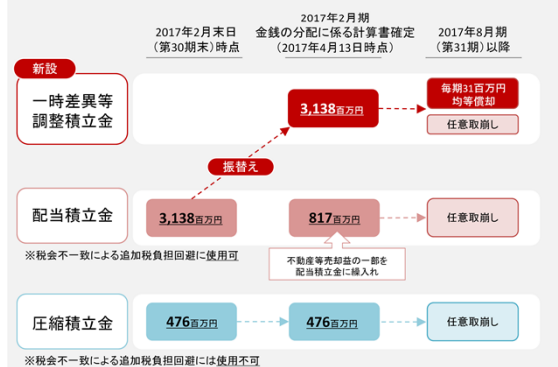 2017年2月末日
（第30期末）時点
2017年2月期
金銭の分配に係る計算書確定
（2017年4月13日時点）
2017年8月期
（第31期）以降
新設
一時差異等
調整積立金
3,138百万円
毎期31百万円
均等償却
任意取崩し
振替え
配当積立金
3,138百万円
817百万円
任意取崩し
※税会不一致による追加税負担回避に使用可
不動産等売却益の一部を
配当積立金に繰入れ
圧縮積立金
476百万円
476百万円
任意取崩し
※税会不一致による追加税負担回避には使用不可